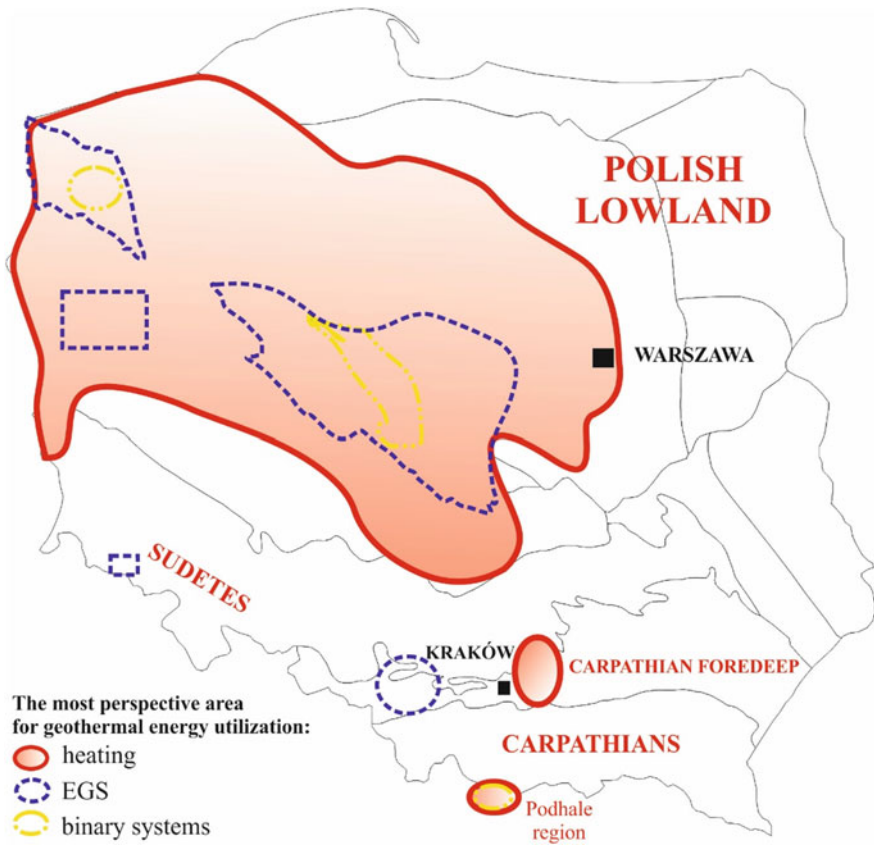 POLISH
LOWLAND
WARSZAWA
SUDETES
KRAKÓW
CARPATHIAN FOREDEEP
CARPATHIANS
Podhale
region
The most perspective area
for geothermal energy utilization:
heating
EGS
binary systems